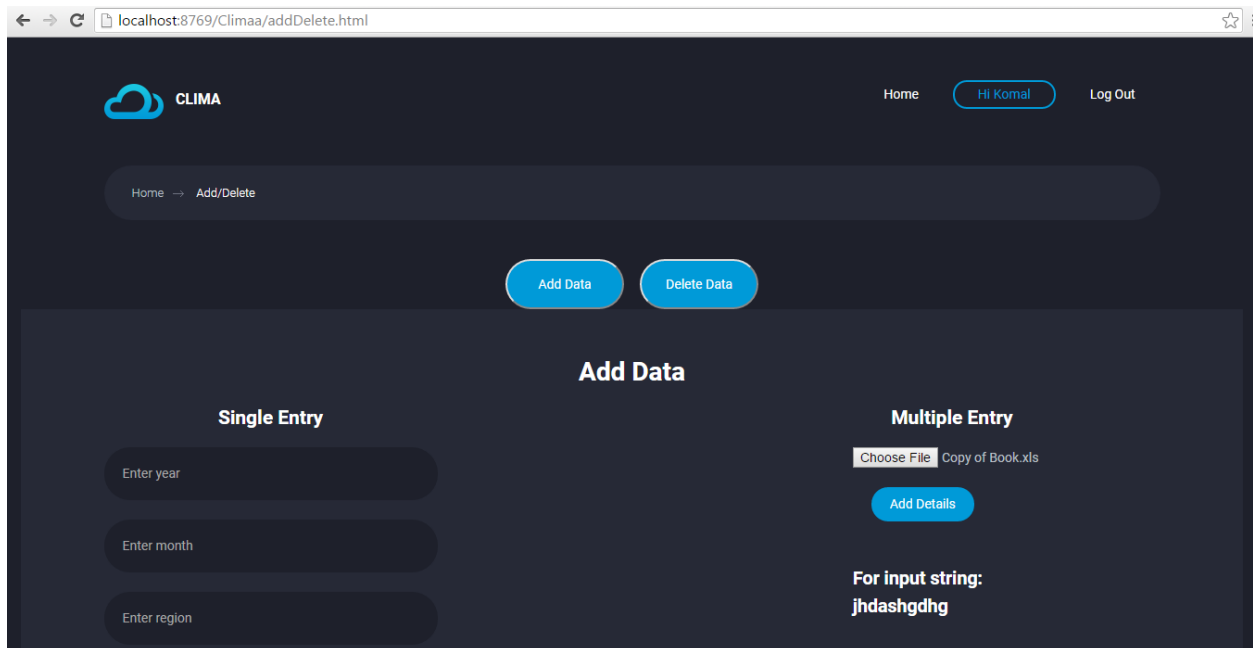 localhost:8769/Climaa/addDelete.html
CLIMA
Home
Hi Komal
Log Out
Home → Add/Delete
Add Data
Delete Data
Add Data
Single Entry
Enter year
Enter month
Enter region
Multiple Entry
Choose File Copy of Book.xls
Add Details
For input string:
jhdashgdhg